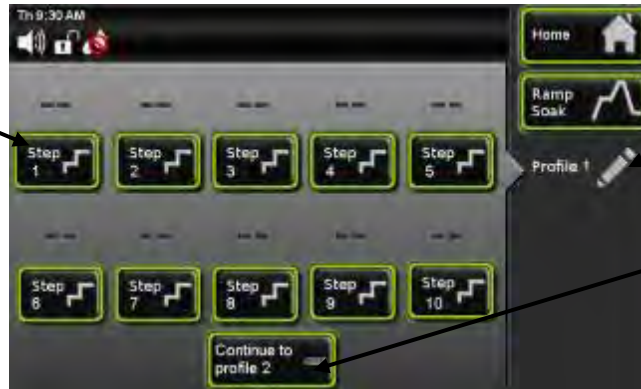 Th 9:30 AM
Home
Ramp
Soak
Step
1
Step
2
Step
3
Step
4
Step
5
Profile 1
Step
6
Step
7
Step
8
Step
9
Step
10
Continue to
profile 2